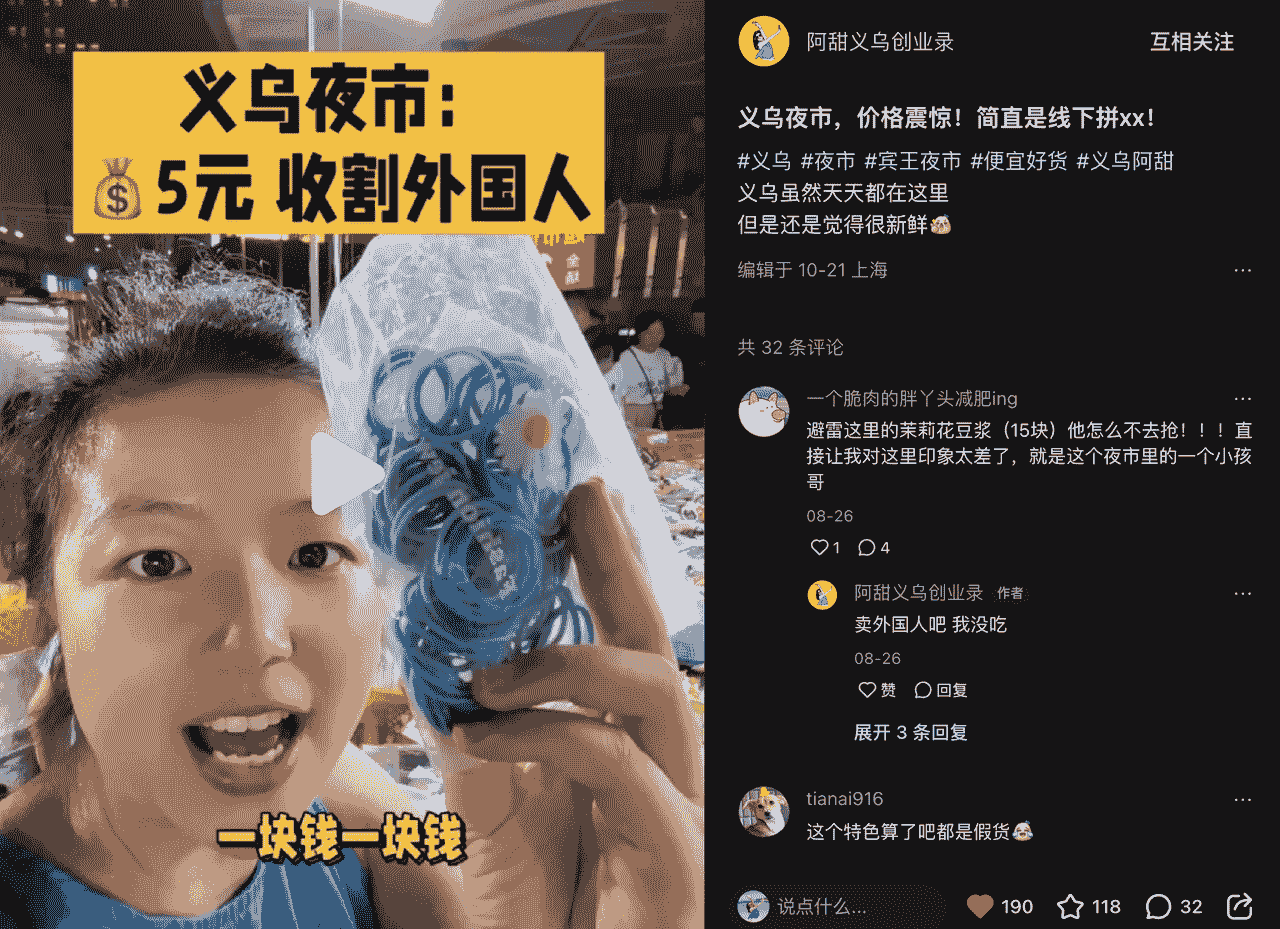 义乌夜市：
5元 收割外国人
金融
一块钱一块钱
阿甜义乌创业录
互相关注
义乌夜市，价格震惊！简直是线下拼xx！
#义乌 #夜市 #宾王夜市 #便宜好货 #义乌阿甜
义乌虽然天天都在这里
但是还是觉得很新鲜
编辑于 10-21 上海
共 32 条评论
一个脆肉的胖丫头减肥ing
避雷这里的茉莉花豆浆（15块）他怎么不去抢！！！直
接让我对这里印象太差了，就是这个夜市里的一个小孩
哥
08-26
1 4
阿甜义乌创业录 作者
卖外国人吧 我没吃
08-26
赞 回复
展开 3 条回复
tianai916
这个特色算了吧都是假货
说点什么...
190 118 32